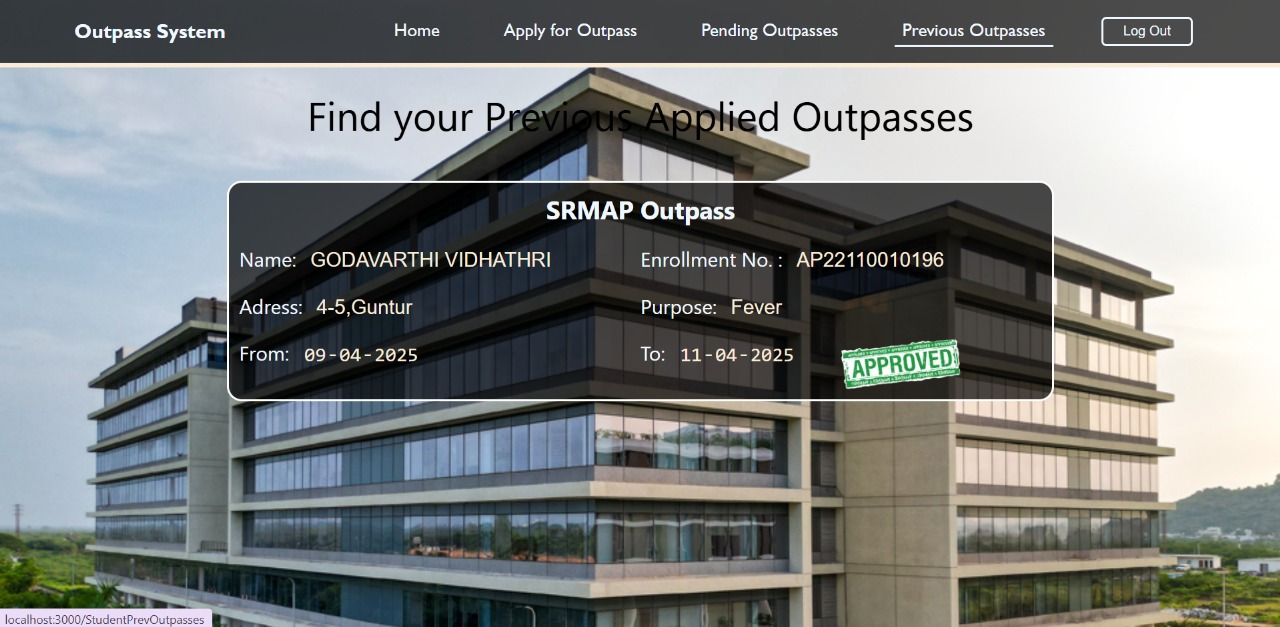 Outpass System Home Apply for Outpass Pending Outpasses Previous Outpasses Log Out
Find your Previous Applied Outpasses
SRMAP Outpass
Name: GODAVARTHI VIDHATHRI Enrollment No. : AP22110010196
Adress: 4-5,Guntur Purpose: Fever
From: 09-04-2025 To: 11-04-2025
APPROVED
localhost:3000/StudentPrevOutpasses